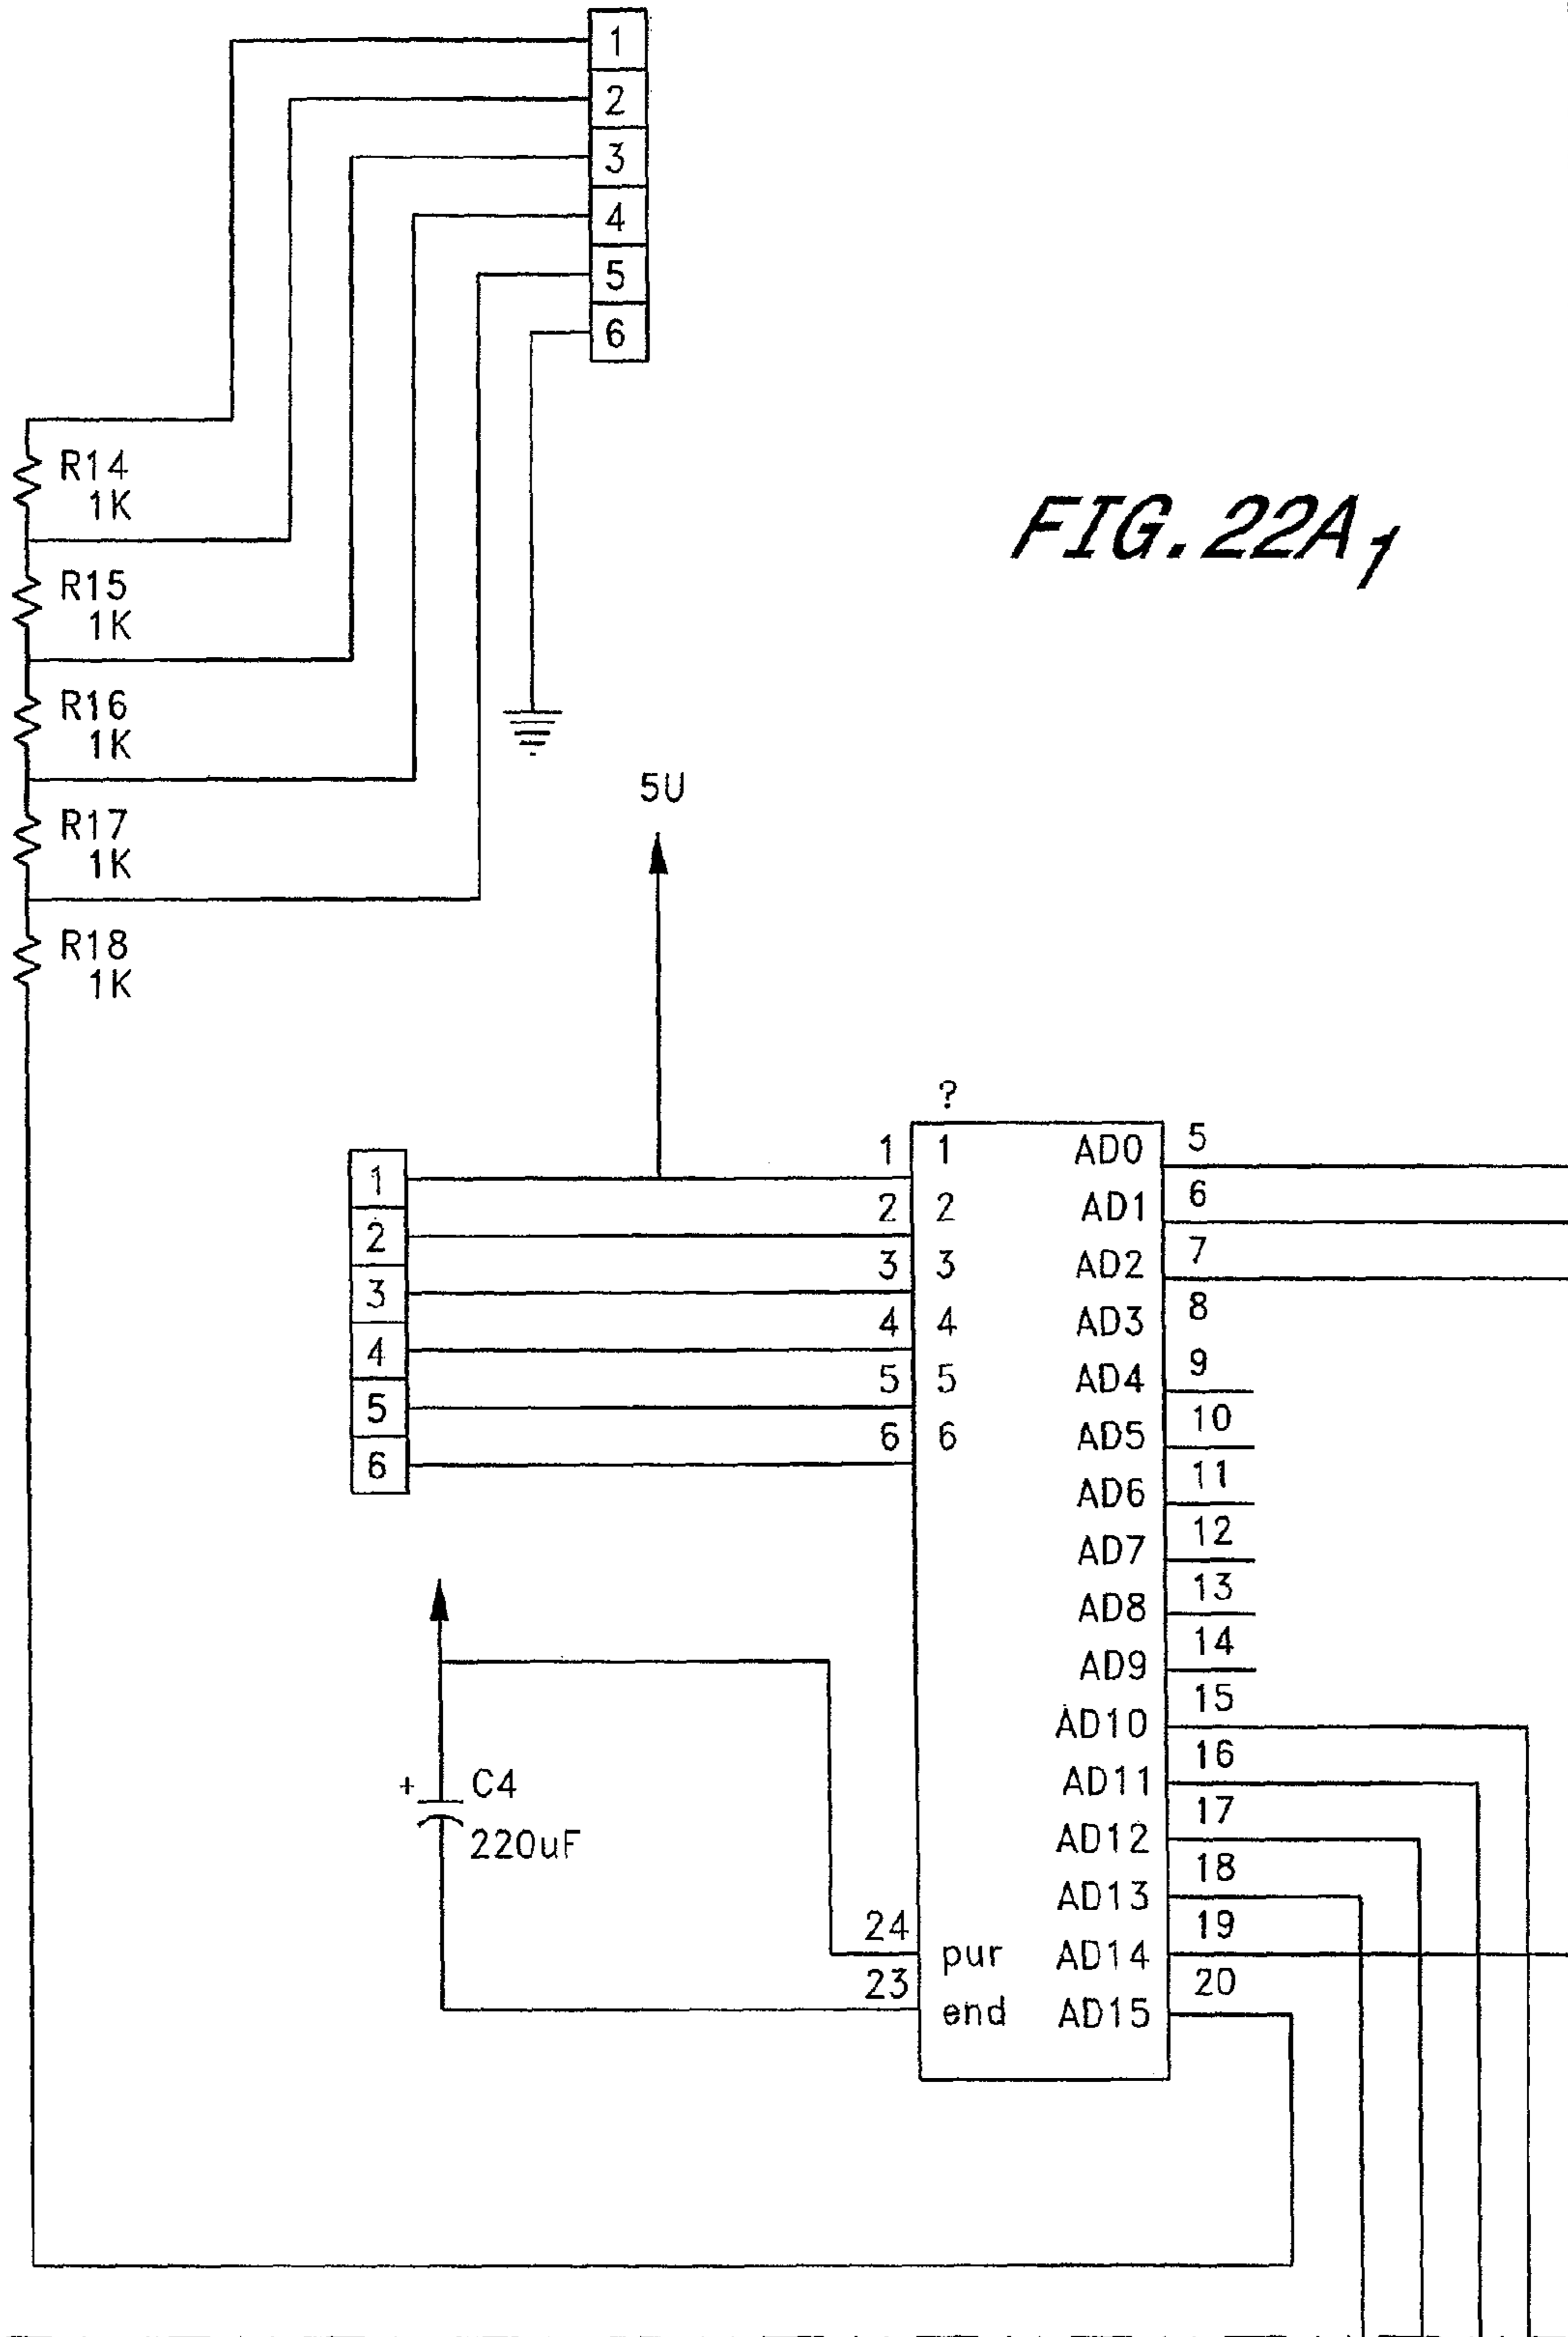 1
2
3
4
5
6
R14
1K
R15
1K
R16
1K
R17
1K
R18
1K
FIG. 22A1
5U
1
2
3
4
5
6
?
1 1 AD0 5
2 2 AD1 6
3 3 AD2 7
4 4 AD3 8
5 5 AD4 9
6 6 AD5 10
AD6 11
AD7 12
AD8 13
AD9 14
AD10 15
AD11 16
AD12 17
AD13 18
24 pur AD14 19
23 end AD15 20
+ C4
220uF